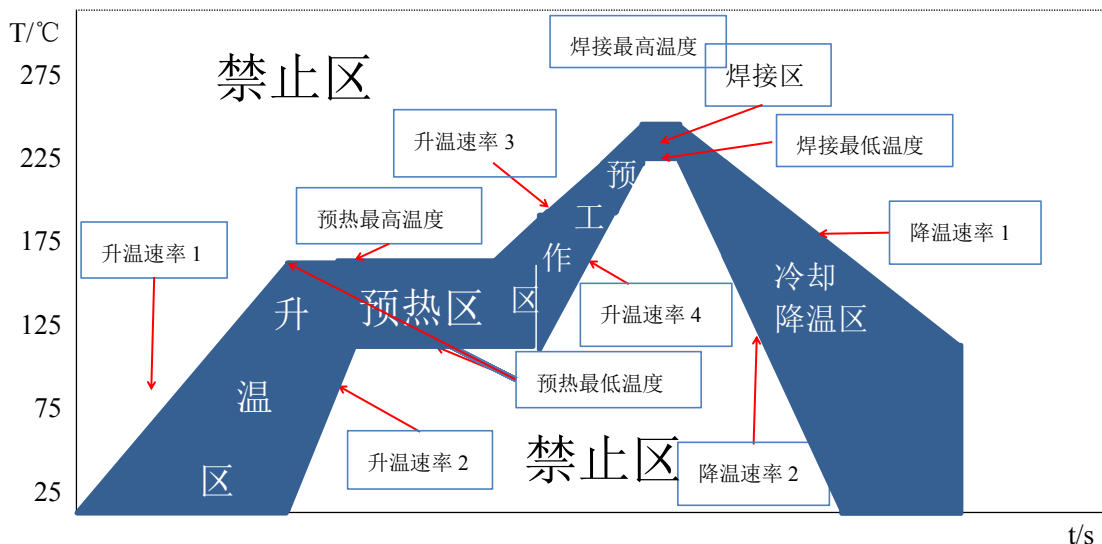 T/℃
275
225
175
125
75
25
禁止区
焊接最高温度
焊接区
升温速率 3
焊接最低温度
预热最高温度
升温速率 1
降温速率 1
预
工
作
区
升
温
区
预热区
冷却
降温区
升温速率 4
预热最低温度
升温速率 2
禁止区
降温速率 2
t/s